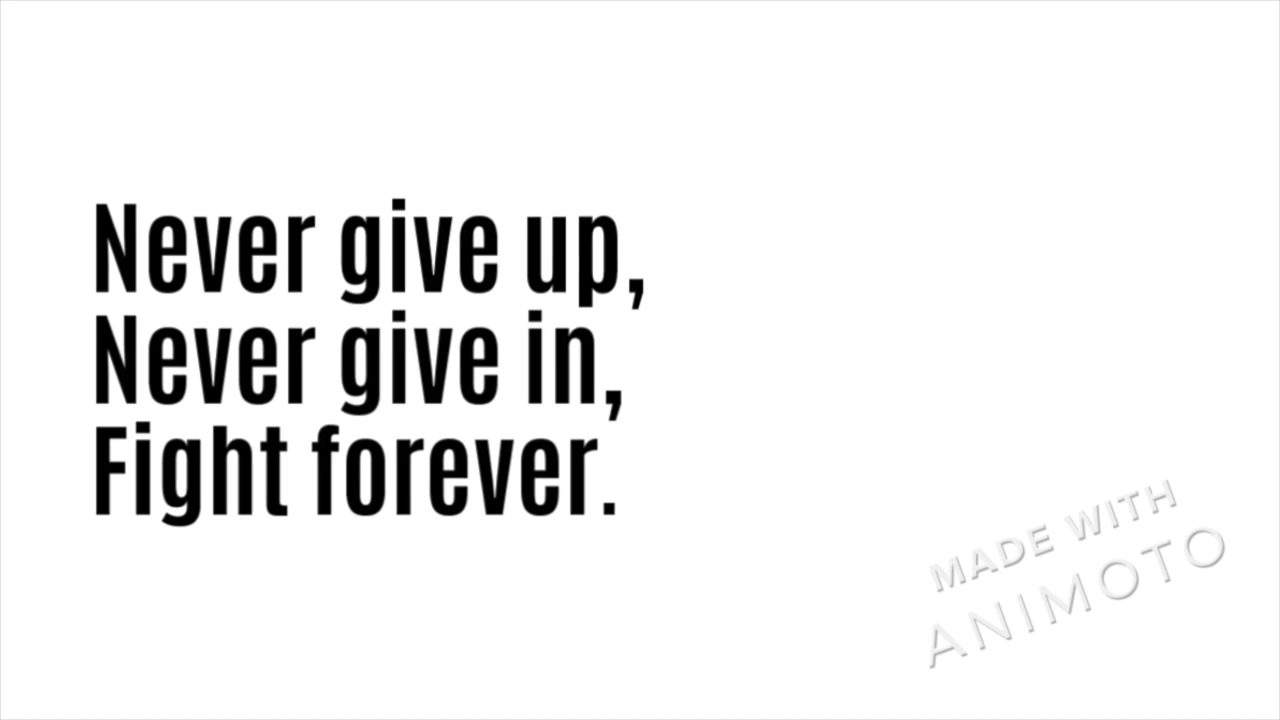 Never give up,
Never give in,
Fight forever.
MADE WITH
ANIMOTO